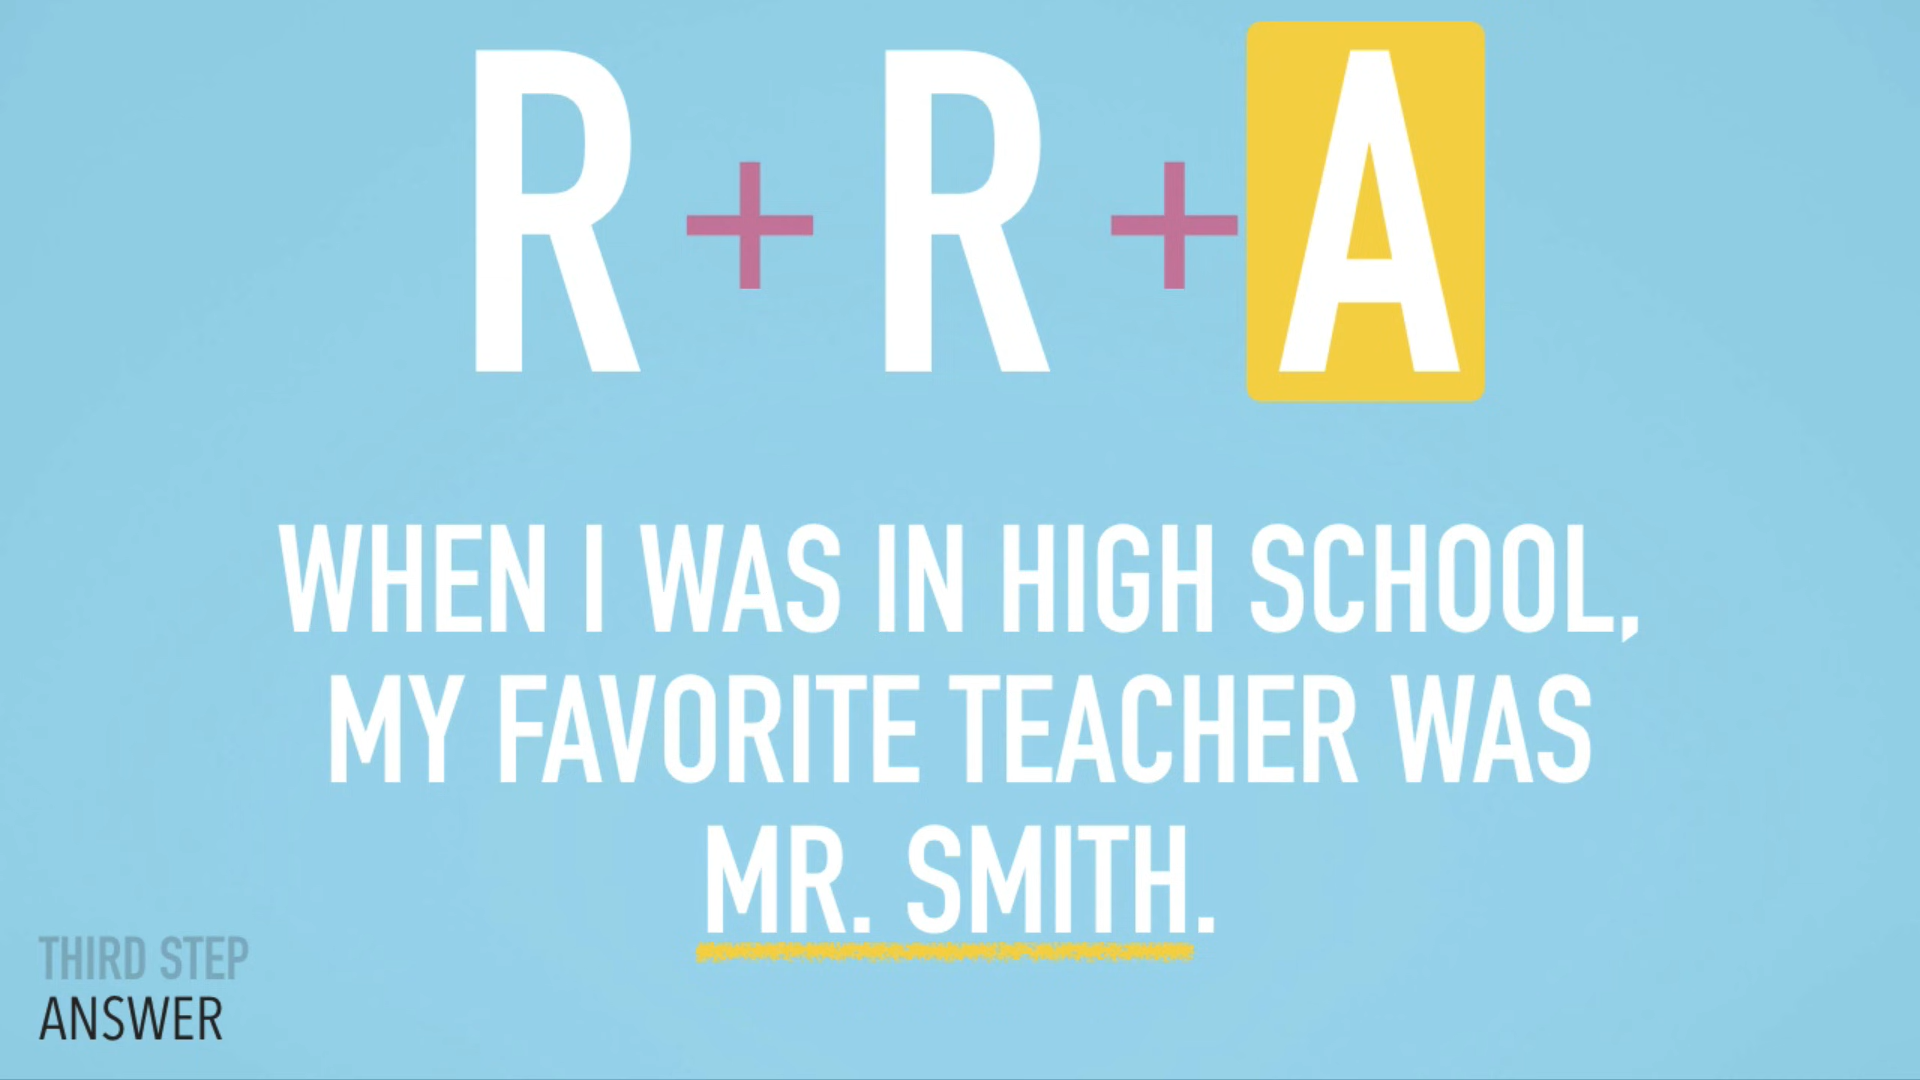 R + R + A
WHEN I WAS IN HIGH SCHOOL,
MY FAVORITE TEACHER WAS
MR. SMITH.
THIRD STEP
ANSWER